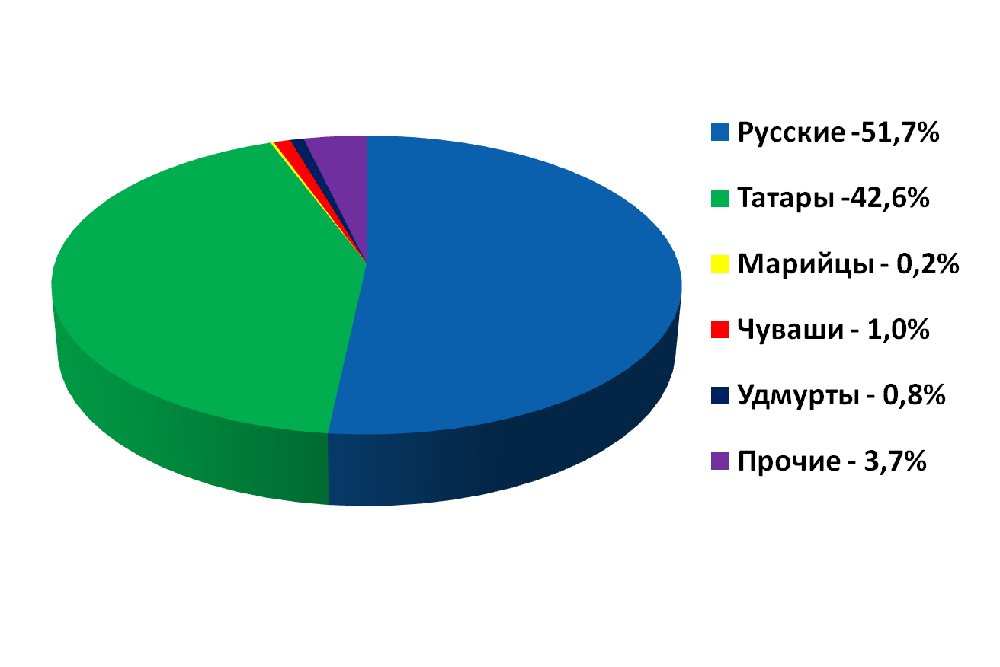 Русские -51,7%
Татары -42,6%
Марийцы - 0,2%
Чуваши - 1,0%
Удмурты - 0,8%
Прочие - 3,7%